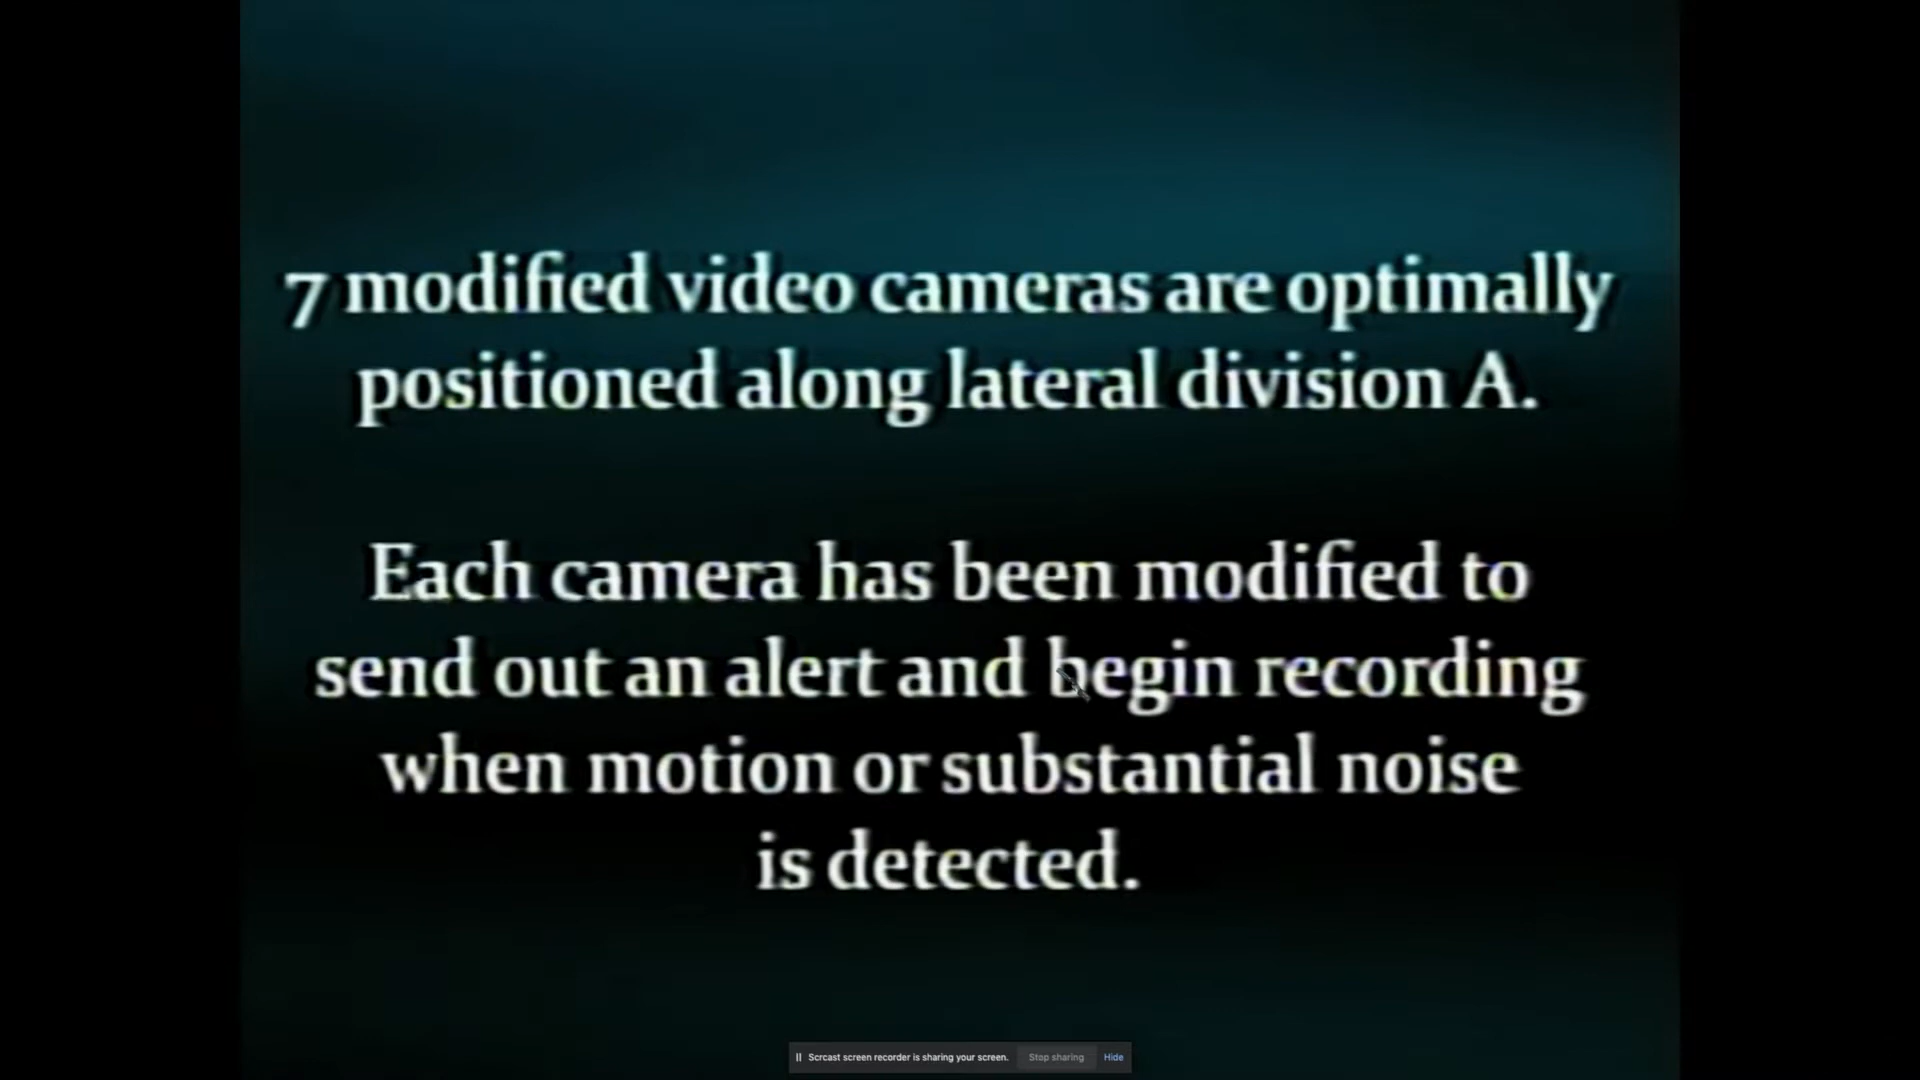 7 modified video cameras are optimally
positioned along lateral division A.
Each camera has been modified to
send out an alert and begin recording
when motion or substantial noise
is detected.
Scrcast screen recorder is sharing your screen. Stop sharing Hide